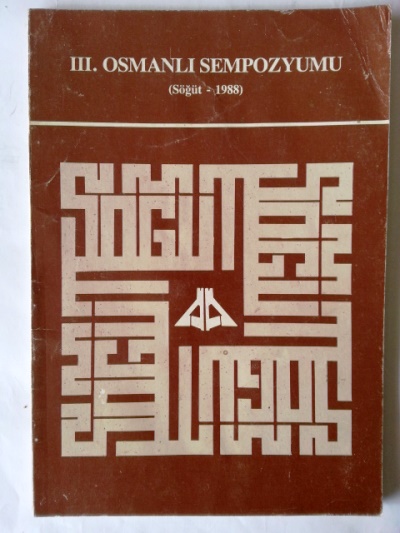 III. OSMANLI SEMPOZYUMU
(Söğüt - 1988)
SÖĞÜT